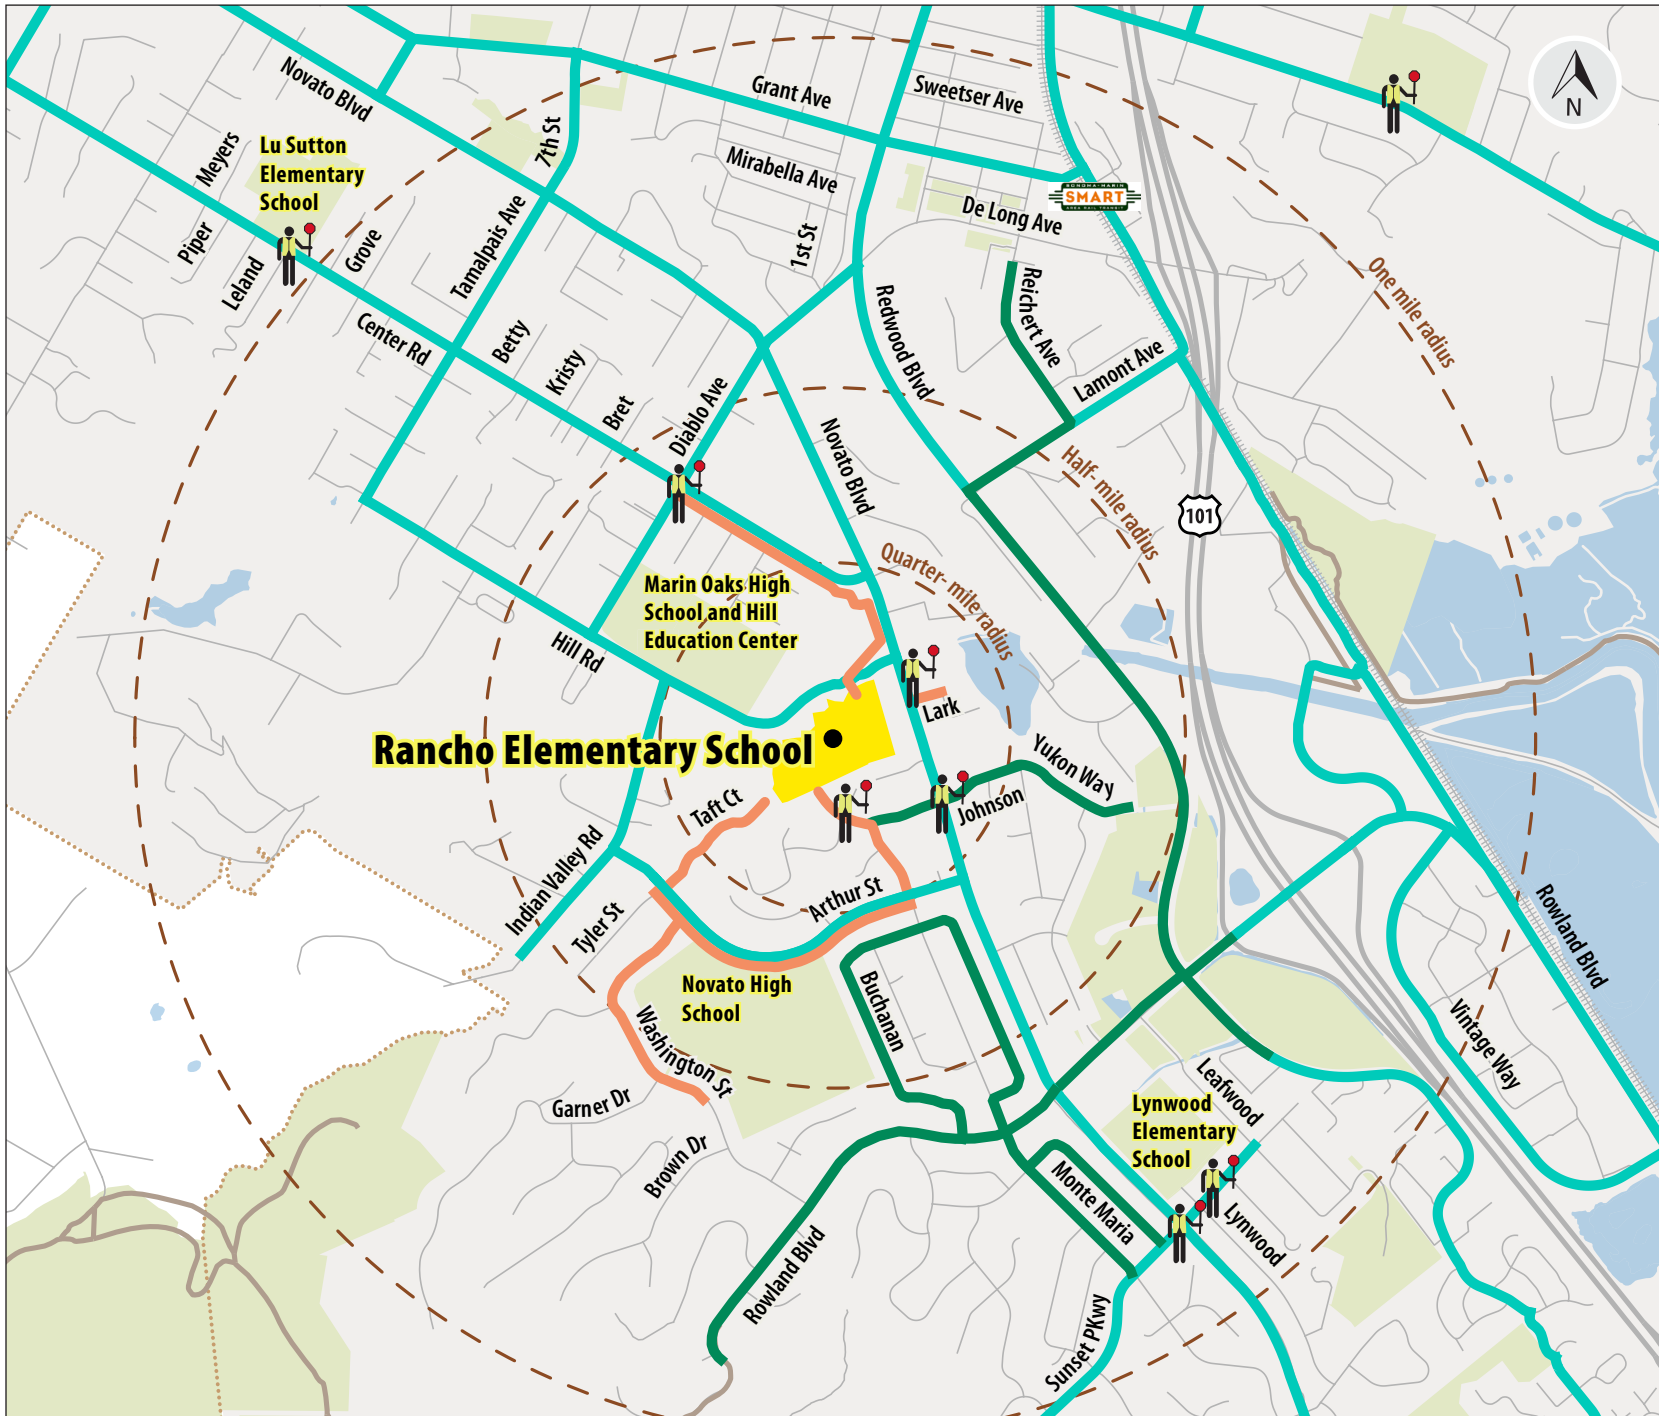 Novato Blvd
Grant Ave
Sweetser Ave
N
7th St
Meyers
Lu Sutton
Elementary
School
Mirabella Ave
SONOMA-MARIN
SMART
AREA RAIL TRANSIT
De Long Ave
1st St
Tamalpais Ave
Piper
Grove
Leland
Center Rd
Reichert Ave
Redwood Blvd
One mile radius
Betty
Kristy
Bret
Diablo Ave
Lamont Ave
Novato Blvd
Half- mile radius
101
Quarter- mile radius
Marin Oaks High
School and Hill
Education Center
Hill Rd
Lark
Rancho Elementary School
Yukon Way
Taft Ct
Johnson
Indian Valley Rd
Arthur St
Tyler St
Rowland Blvd
Novato High
School
Buchanan
Washington St
Vintage Way
Garner Dr
Leafwood
Lynwood
Elementary
School
Brown Dr
Monte Maria
Lynwood
Rowland Blvd
Sunset PKwy